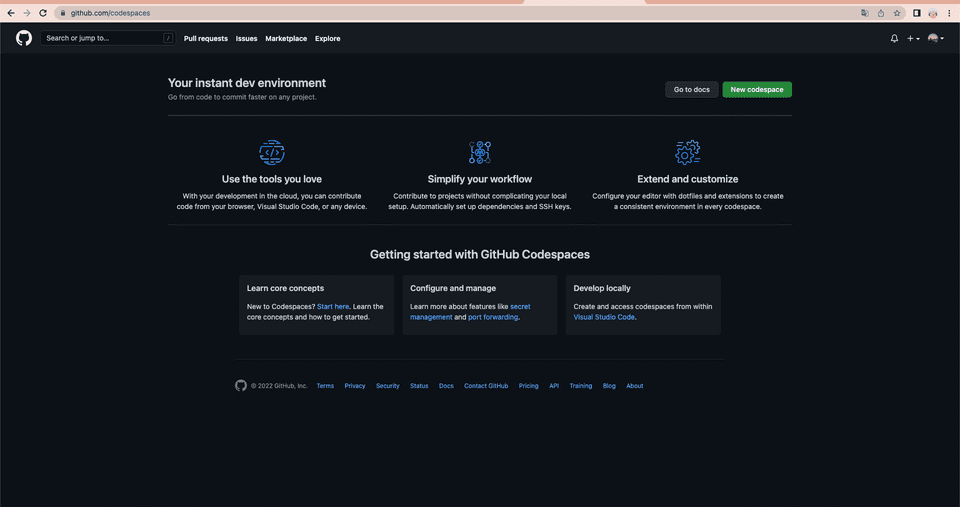 github.com/codespaces
Search or jump to... /
Pull requests Issues Marketplace Explore
Your instant dev environment
Go from code to commit faster on any project.
Go to docs
New codespace
Use the tools you love
With your development in the cloud, you can contribute
code from your browser, Visual Studio Code, or any device.
Simplify your workflow
Contribute to projects without complicating your local
setup. Automatically set up dependencies and SSH keys.
Extend and customize
Configure your editor with dotfiles and extensions to create
a consistent environment in every codespace.
Getting started with GitHub Codespaces
Learn core concepts
New to Codespaces? Start here. Learn the
core concepts and how to get started.
Configure and manage
Learn more about features like secret
management and port forwarding.
Develop locally
Create and access codespaces from within
Visual Studio Code.
© 2022 GitHub, Inc. Terms Privacy Security Status Docs Contact GitHub Pricing API Training Blog About